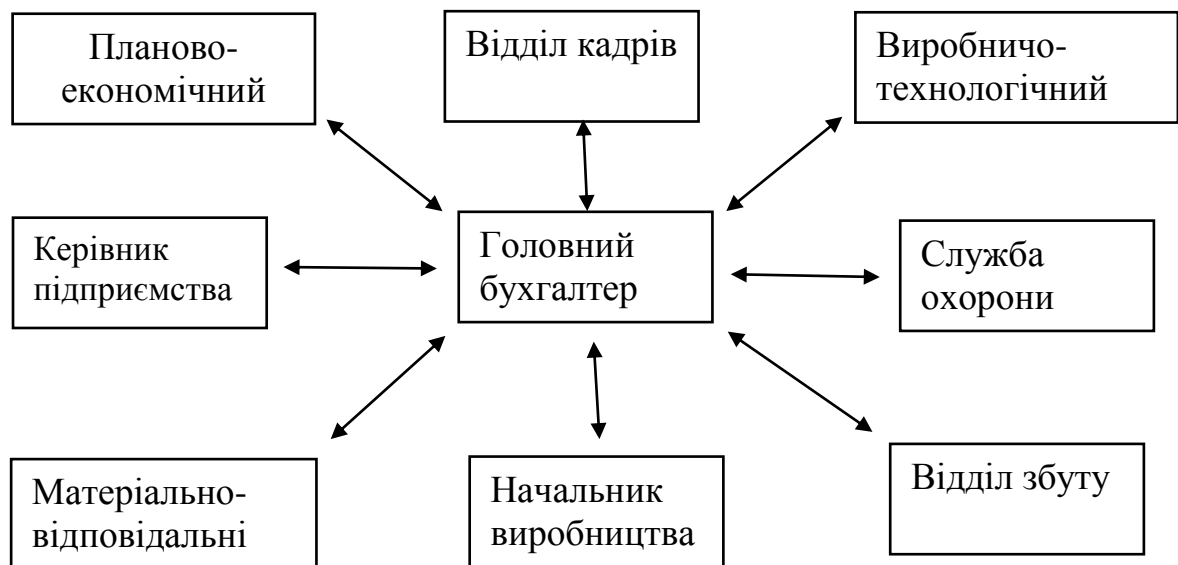 Планово-
економічний
Відділ кадрів
Виробничо-
технологічний
Керівник
підприємства
Головний
бухгалтер
Служба
охорони
Матеріально-
відповідальні
Начальник
виробництва
Відділ збуту